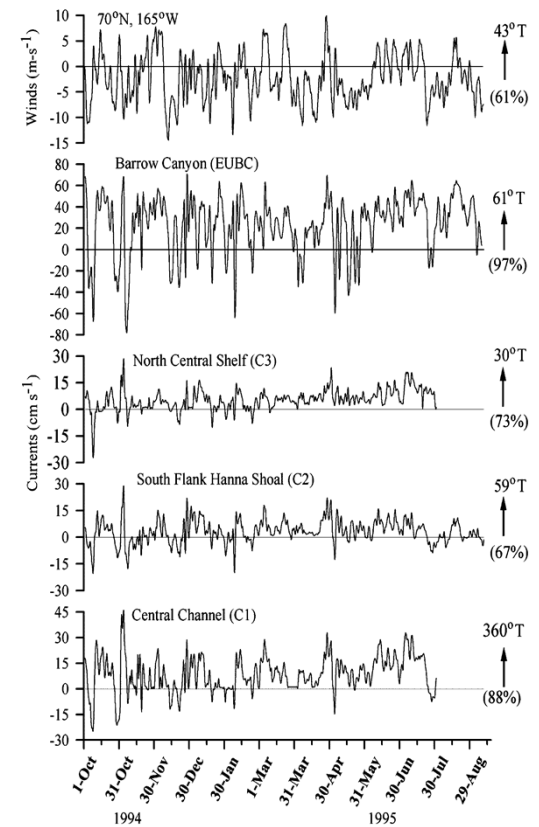 70°N, 165°W
10
5
0
-5
-10
-15
Winds (m-s⁻¹)
43° T
(61%)
Barrow Canyon (EUBC)
80
60
40
20
0
-20
-40
-60
-80
61° T
(97%)
Currents (cm s⁻¹)
North Central Shelf (C3)
30
15
0
-15
-30
30° T
(73%)
South Flank Hanna Shoal (C2)
30
15
0
-15
-30
59° T
(67%)
Central Channel (C1)
45
30
15
0
-15
-30
360° T
(88%)
1-Oct 31-Oct 30-Nov 30-Dec 30-Jan 1-Mar 31-Mar 30-Apr 31-May 30-Jun 30-Jul 29-Aug
1994 1995